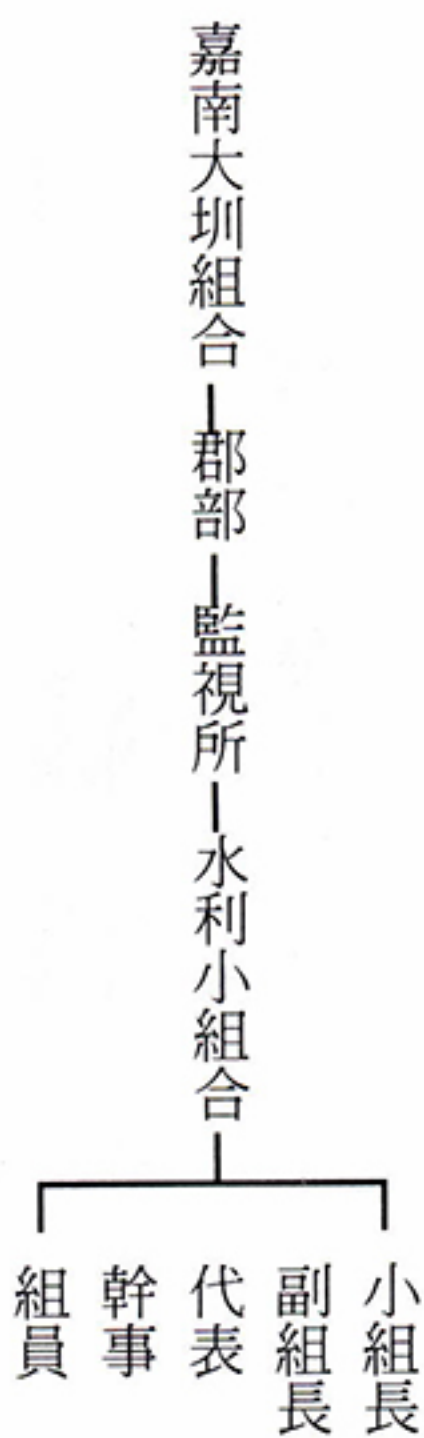 嘉南大圳組合
郡部
監視所
水利小組合
小組長
副組長
代表
幹事
組員